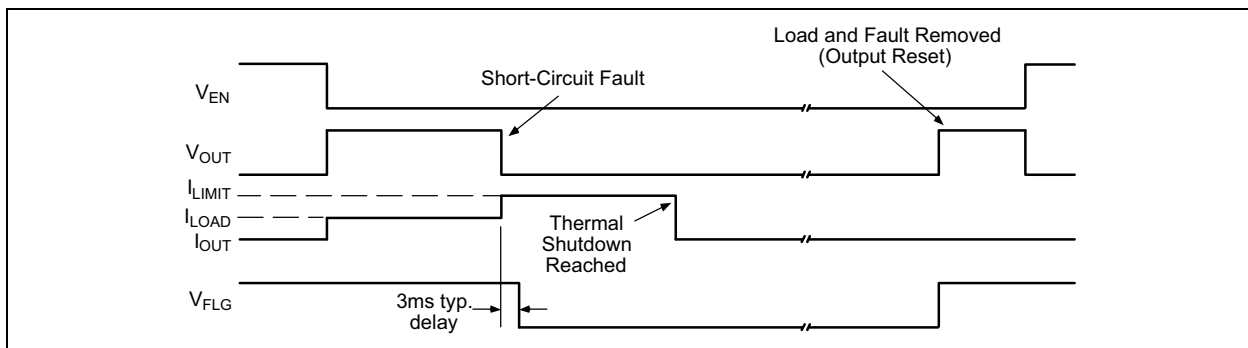 Load and Fault Removed
(Output Reset)
Short-Circuit Fault
VEN
VOUT
ILIMIT
ILOAD
IOUT
Thermal
Shutdown
Reached
VFLG
3ms typ.
delay